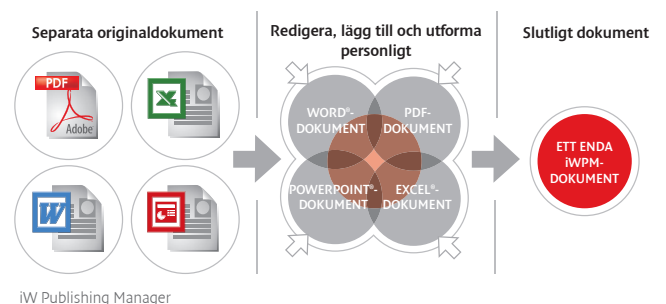 Separata originaldokument
Redigera, lägg till och utforma
personligt
Slutligt dokument
PDF
Adobe
X
W
P
WORD®-
DOKUMENT
PDF-
DOKUMENT
POWERPOINT®-
DOKUMENT
EXCEL®-
DOKUMENT
ETT ENDA
iWPM-
DOKUMENT
iW Publishing Manager